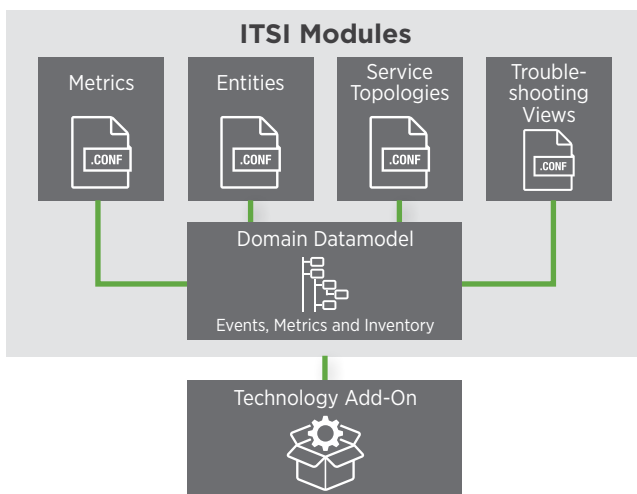 ITSI Modules
Metrics
.CONF
Entities
.CONF
Service
Topologies
.CONF
Trouble-
shooting
Views
.CONF
Domain Datamodel
Events, Metrics and Inventory
Technology Add-On